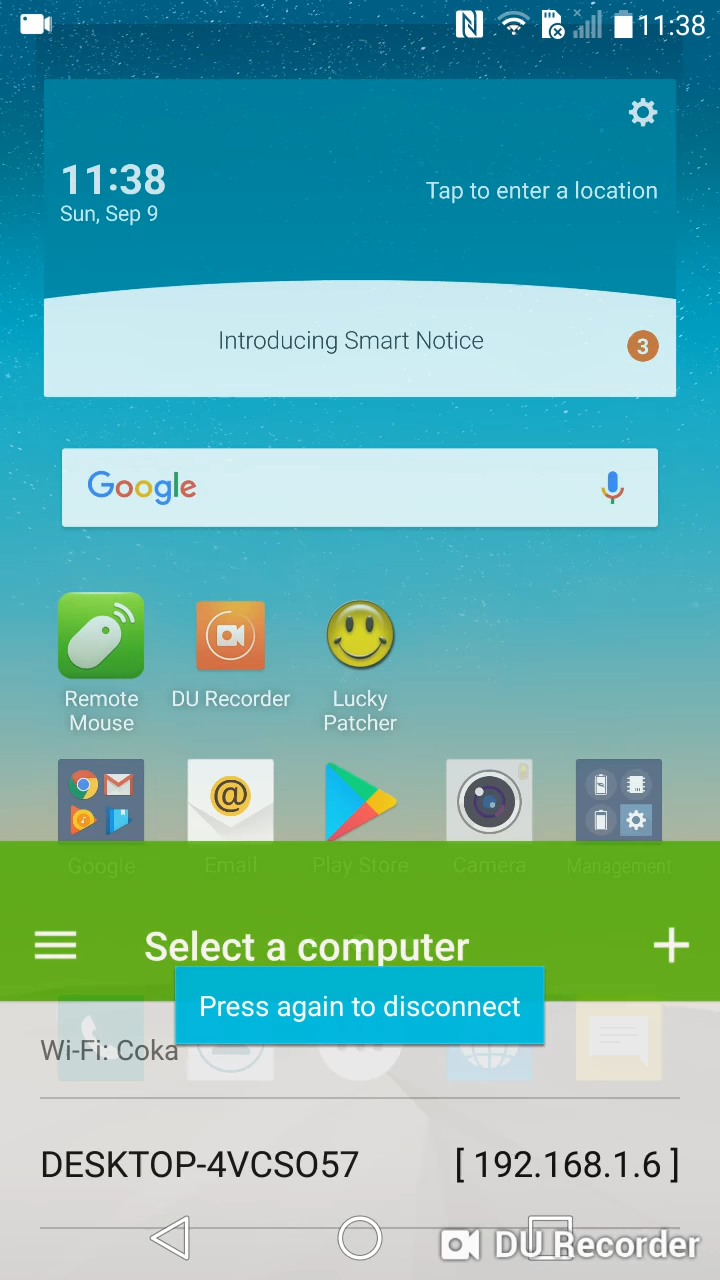 11:38
11:38
Sun, Sep 9
Tap to enter a location
Introducing Smart Notice
3
Google
Remote
Mouse
DU Recorder
Lucky
Patcher
@
Google
Email
Play Store
Camera
Management
Select a computer
Press again to disconnect
Wi-Fi: Coka
DESKTOP-4VCSO57
[ 192.168.1.6 ]
DU Recorder